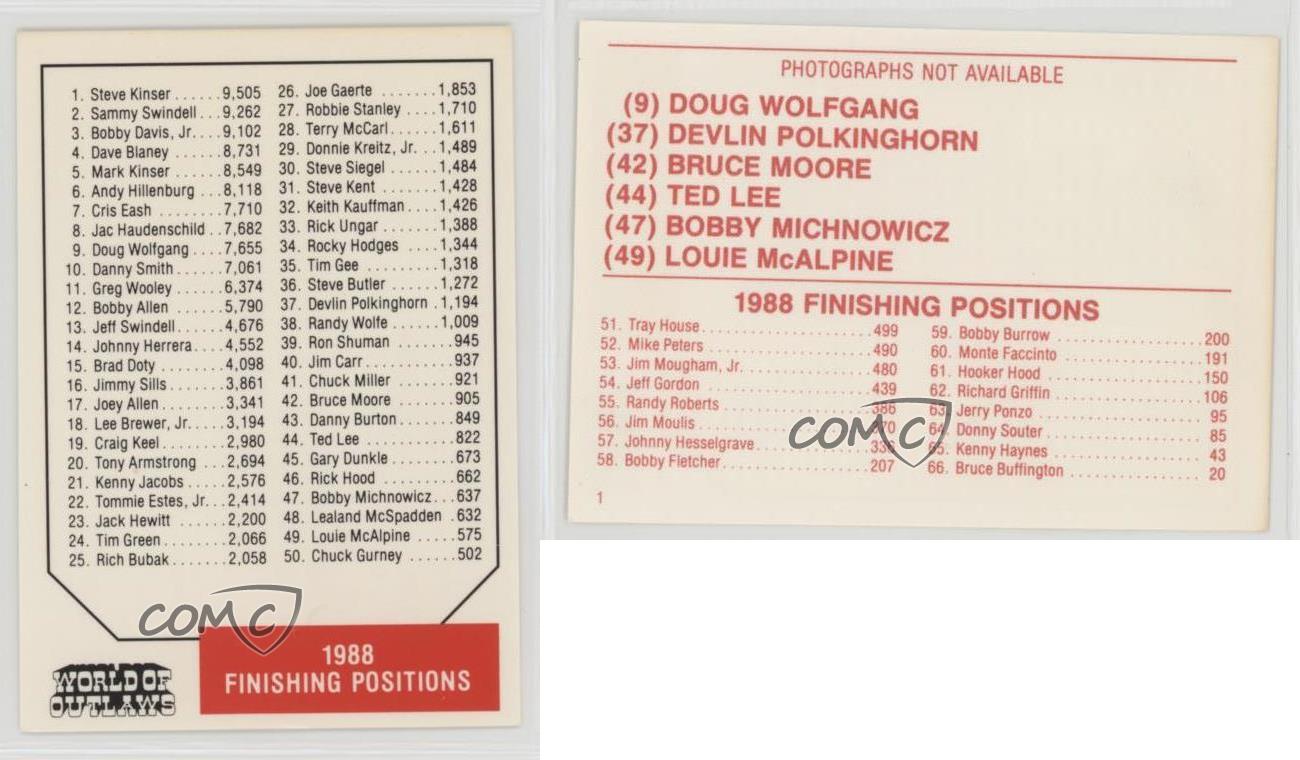 1. Steve Kinser ...... 9,505
2. Sammy Swindell ... 9,262
3. Bobby Davis, Jr. ... 9,102
4. Dave Blaney ...... 8,731
5. Mark Kinser ...... 8,549
6. Andy Hillenburg ... 8,118
7. Cris Eash ........ 7,710
8. Jac Haudenschild .. 7,682
9. Doug Wolfgang .... 7,655
10. Danny Smith ...... 7,061
11. Greg Wooley ...... 6,374
12. Bobby Allen ...... 5,790
13. Jeff Swindell ..... 4,676
14. Johnny Herrera .... 4,552
15. Brad Doty ........ 4,098
16. Jimmy Sills ....... 3,861
17. Joey Allen ........ 3,341
18. Lee Brewer, Jr. .... 3,194
19. Craig Keel ........ 2,980
20. Tony Armstrong ... 2,694
21. Kenny Jacobs ..... 2,576
22. Tommie Estes, Jr. .. 2,414
23. Jack Hewitt ...... 2,200
24. Tim Green ........ 2,066
25. Rich Bubak ....... 2,058
26. Joe Gaerte ....... 1,853
27. Robbie Stanley .... 1,710
28. Terry McCarl ...... 1,611
29. Donnie Kreitz, Jr. ... 1,489
30. Steve Siegel ...... 1,484
31. Steve Kent ....... 1,428
32. Keith Kauffman .... 1,426
33. Rick Ungar ....... 1,388
34. Rocky Hodges .... 1,344
35. Tim Gee ......... 1,318
36. Steve Butler ...... 1,272
37. Devlin Polkinghorn . 1,194
38. Randy Wolfe ...... 1,009
39. Ron Shuman ...... 945
40. Jim Carr ......... 937
41. Chuck Miller ...... 921
42. Bruce Moore ...... 905
43. Danny Burton ..... 849
44. Ted Lee ......... 822
45. Gary Dunkle ...... 673
46. Rick Hood ....... 662
47. Bobby Michnowicz ... 637
48. Lealand McSpadden . 632
49. Louie McAlpine ..... 575
50. Chuck Gurney ...... 502
COMC
WORLD OF
OUTLAWS
1988
FINISHING POSITIONS
PHOTOGRAPHS NOT AVAILABLE
(9) DOUG WOLFGANG
(37) DEVLIN POLKINGHORN
(42) BRUCE MOORE
(44) TED LEE
(47) BOBBY MICHNOWICZ
(49) LOUIE McALPINE
1988 FINISHING POSITIONS
51. Tray House .................... 499
52. Mike Peters .................... 490
53. Jim Mougham, Jr. ............... 480
54. Jeff Gordon .................... 439
55. Randy Roberts .................. 386
56. Jim Moulis ..................... 370
57. Johnny Hesselgrave .............. 336
58. Bobby Fletcher .................. 207
59. Bobby Burrow .................. 200
60. Monte Faccinto ................. 191
61. Hooker Hood ................... 150
62. Richard Griffin ................. 106
63. Jerry Ponzo .................... 95
64. Donny Souter ................... 85
65. Kenny Haynes .................. 43
66. Bruce Buffington ................ 20
COMC
1